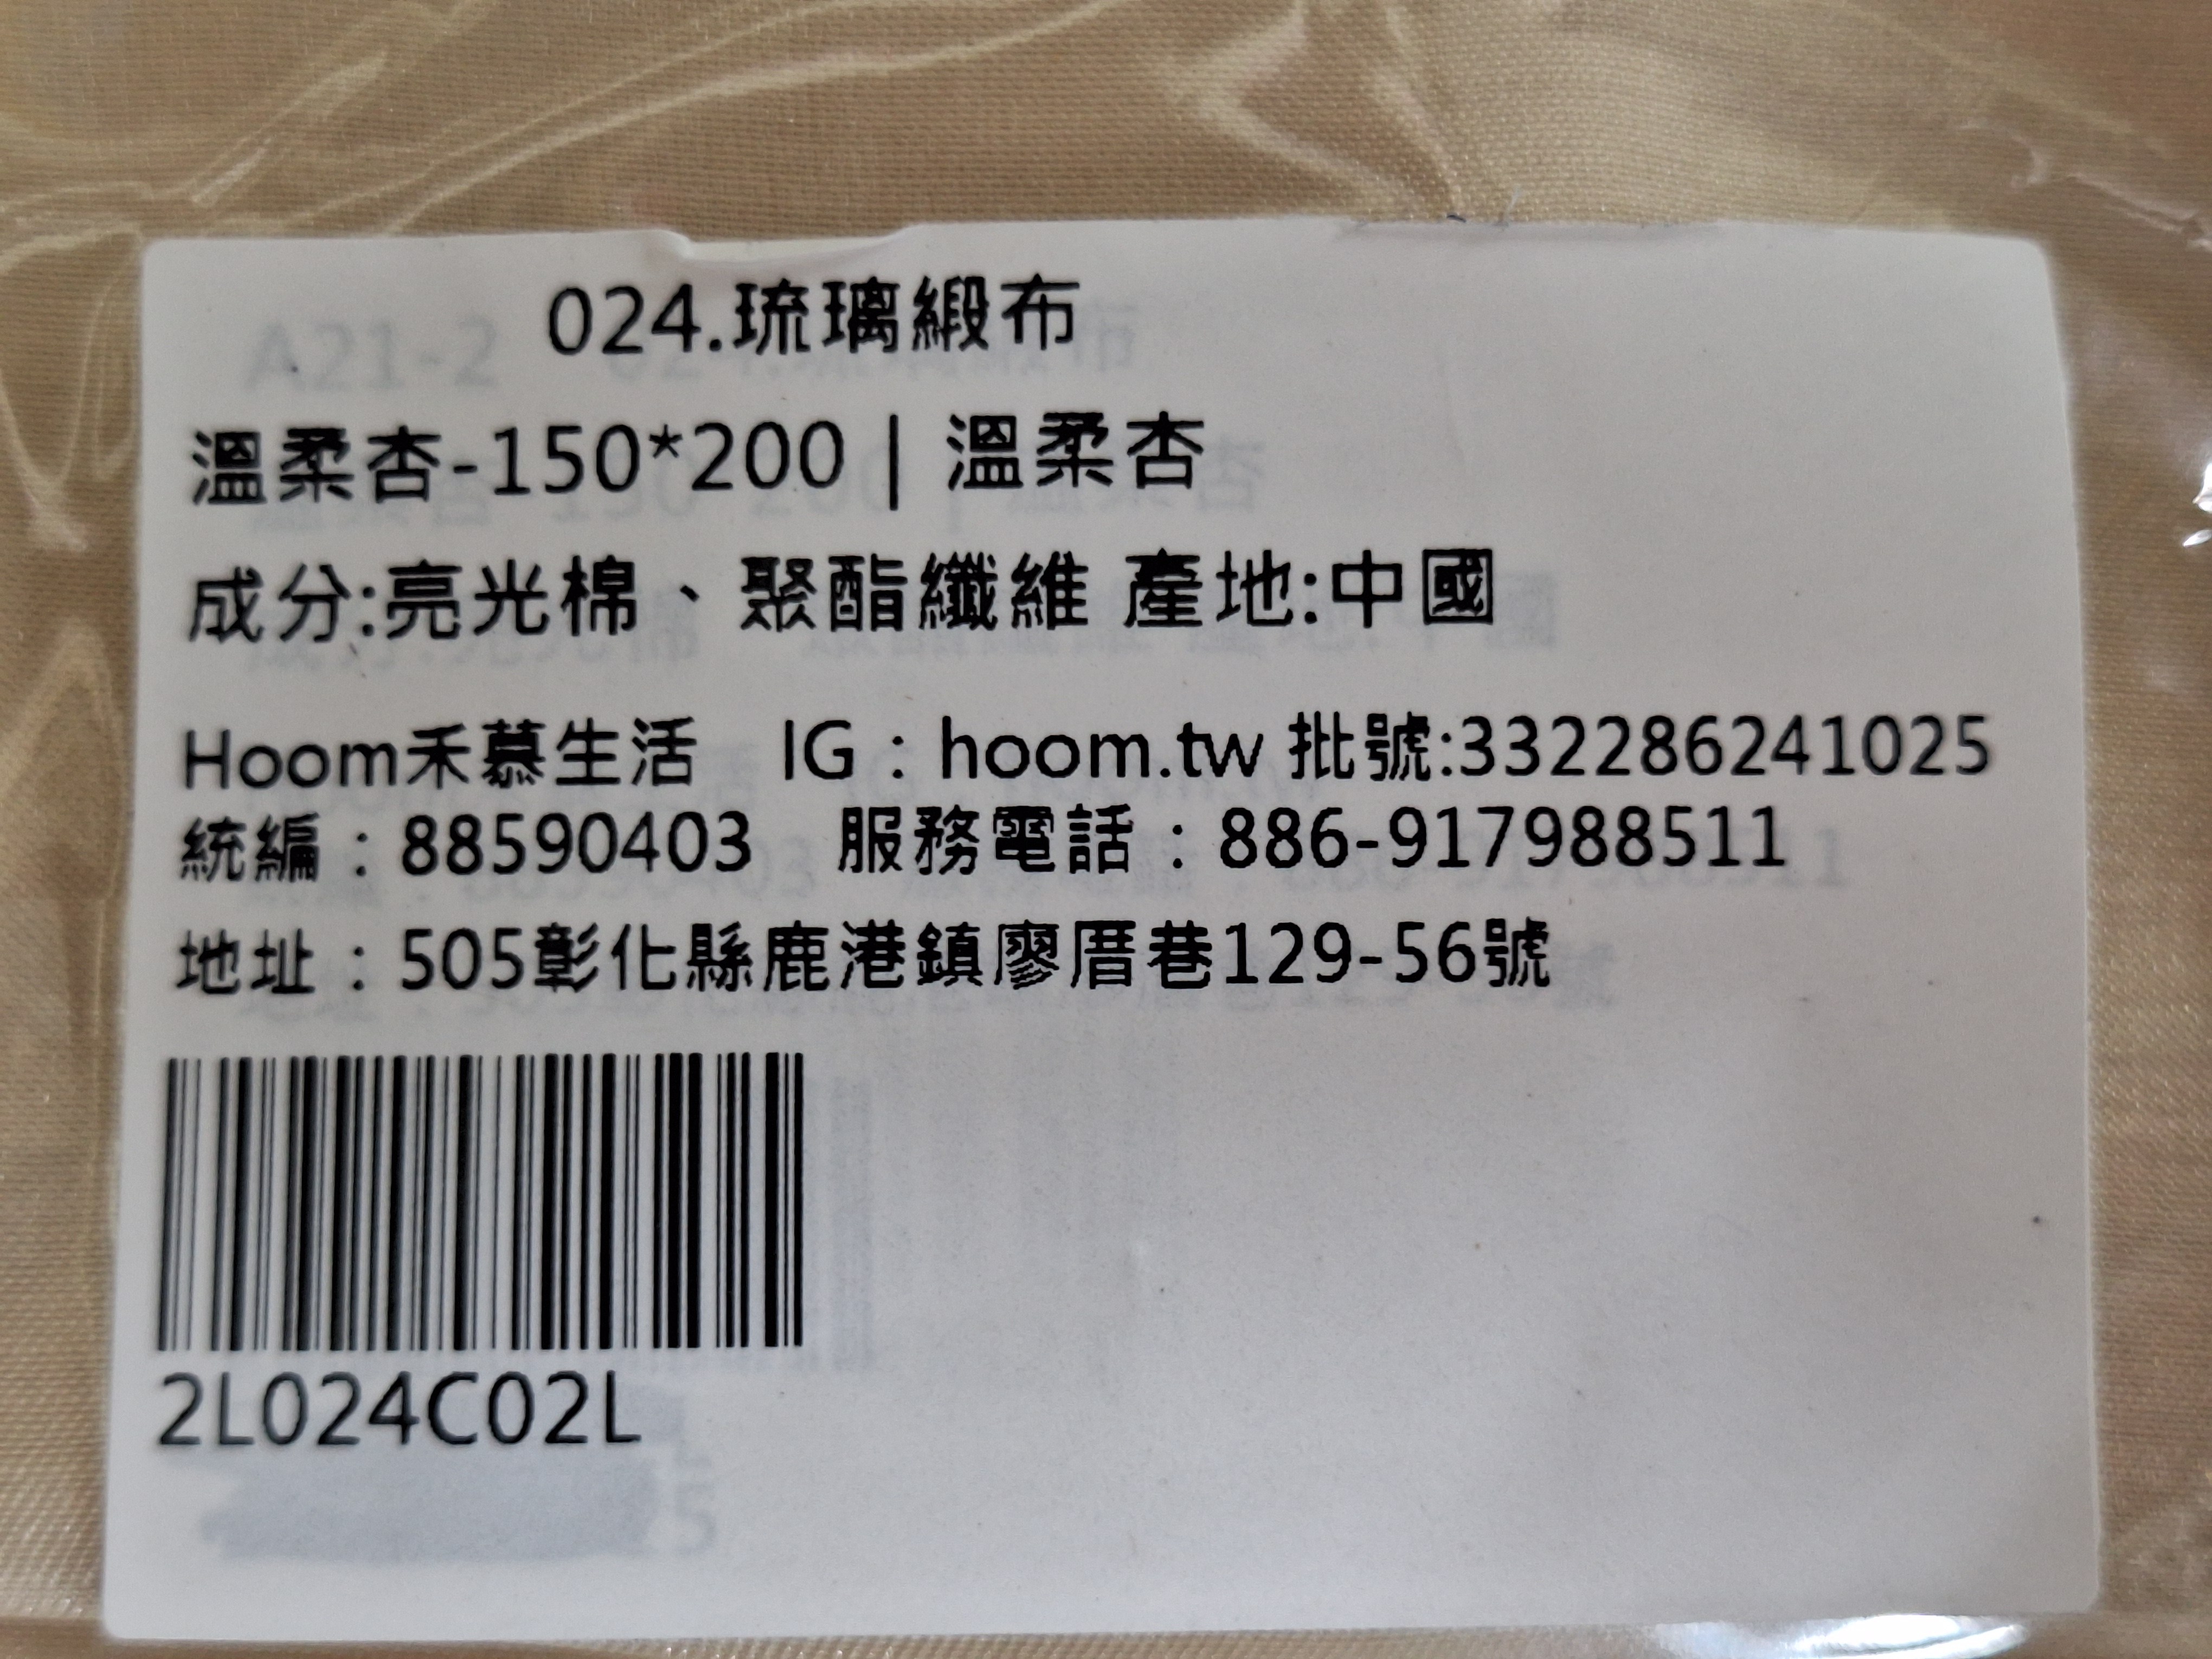 024.琉璃緞布
溫柔杏-150*200 | 溫柔杏
成分:亮光棉、聚酯纖維 產地:中國
Hoom禾慕生活 IG：hoom.tw 批號:332286241025
統編：88590403 服務電話：886-917988511
地址：505彰化縣鹿港鎮廖厝巷129-56號
2L024C02L